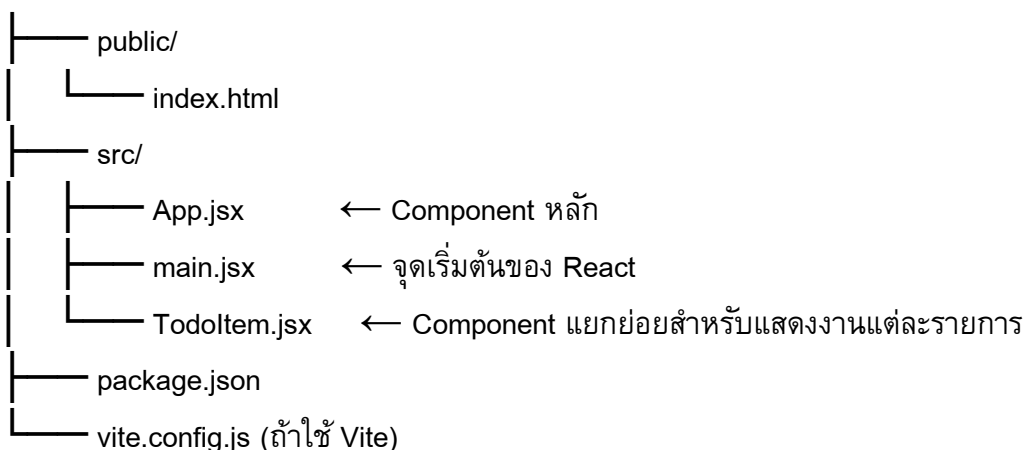 ├── public/
│   └── index.html
├── src/
│   ├── App.jsx ← Component หลัก
│   ├── main.jsx ← จุดเริ่มต้นของ React
│   └── TodoItem.jsx ← Component แยกย่อยสำหรับแสดงงานแต่ละรายการ
├── package.json
└── vite.config.js (ถ้าใช้ Vite)